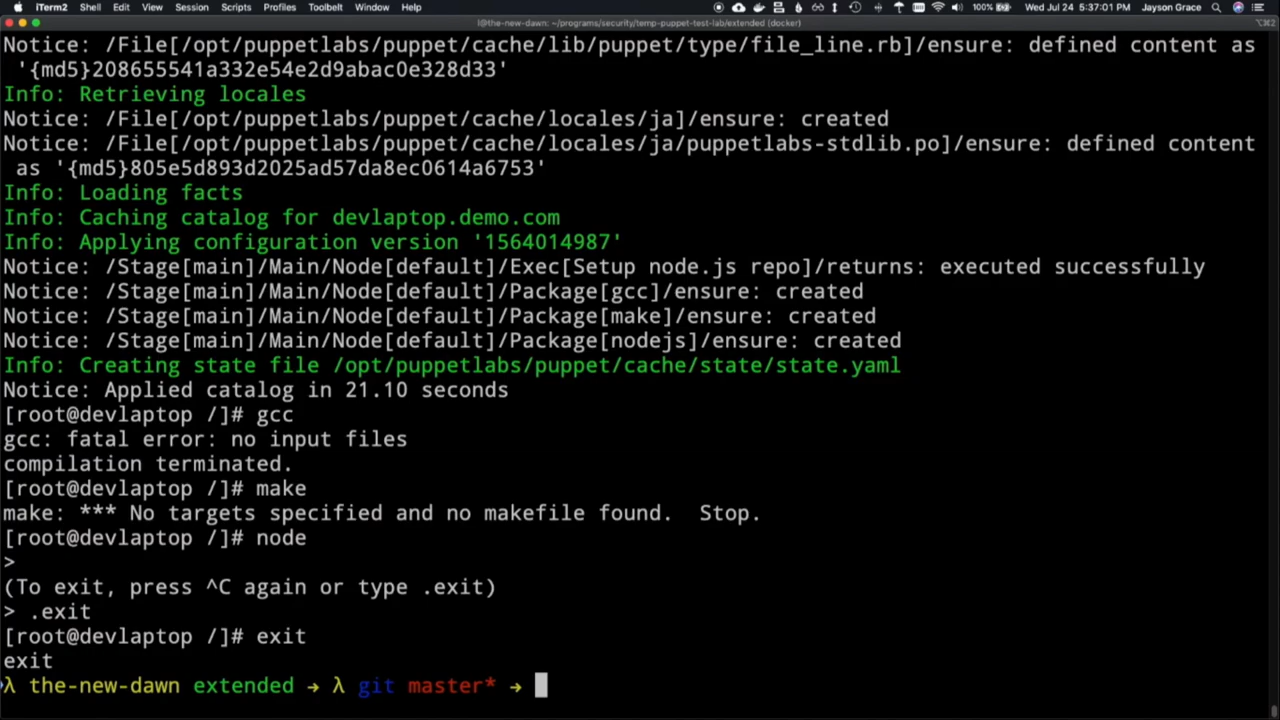 iTerm2 Shell Edit View Session Scripts Profiles Toolbelt Window Help 100% Wed Jul 24 5:37:01 PM Jayson Grace
l@the-new-dawn: ~/programs/security/temp-puppet-test-lab/extended (docker) ⌥⌘2
Notice: /File[/opt/puppetlabs/puppet/cache/lib/puppet/type/file_line.rb]/ensure: defined content as
'{md5}208655541a332e54e2d9abac0e328d33'
Info: Retrieving locales
Notice: /File[/opt/puppetlabs/puppet/cache/locales/ja]/ensure: created
Notice: /File[/opt/puppetlabs/puppet/cache/locales/ja/puppetlabs-stdlib.po]/ensure: defined content
as '{md5}805e5d893d2025ad57da8ec0614a6753'
Info: Loading facts
Info: Caching catalog for devlaptop.demo.com
Info: Applying configuration version '1564014987'
Notice: /Stage[main]/Main/Node[default]/Exec[Setup node.js repo]/returns: executed successfully
Notice: /Stage[main]/Main/Node[default]/Package[gcc]/ensure: created
Notice: /Stage[main]/Main/Node[default]/Package[make]/ensure: created
Notice: /Stage[main]/Main/Node[default]/Package[nodejs]/ensure: created
Info: Creating state file /opt/puppetlabs/puppet/cache/state/state.yaml
Notice: Applied catalog in 21.10 seconds
[root@devlaptop /]# gcc
gcc: fatal error: no input files
compilation terminated.
[root@devlaptop /]# make
make: *** No targets specified and no makefile found.  Stop.
[root@devlaptop /]# node
>
(To exit, press ^C again or type .exit)
> .exit
[root@devlaptop /]# exit
exit
λ the-new-dawn extended → λ git master* →